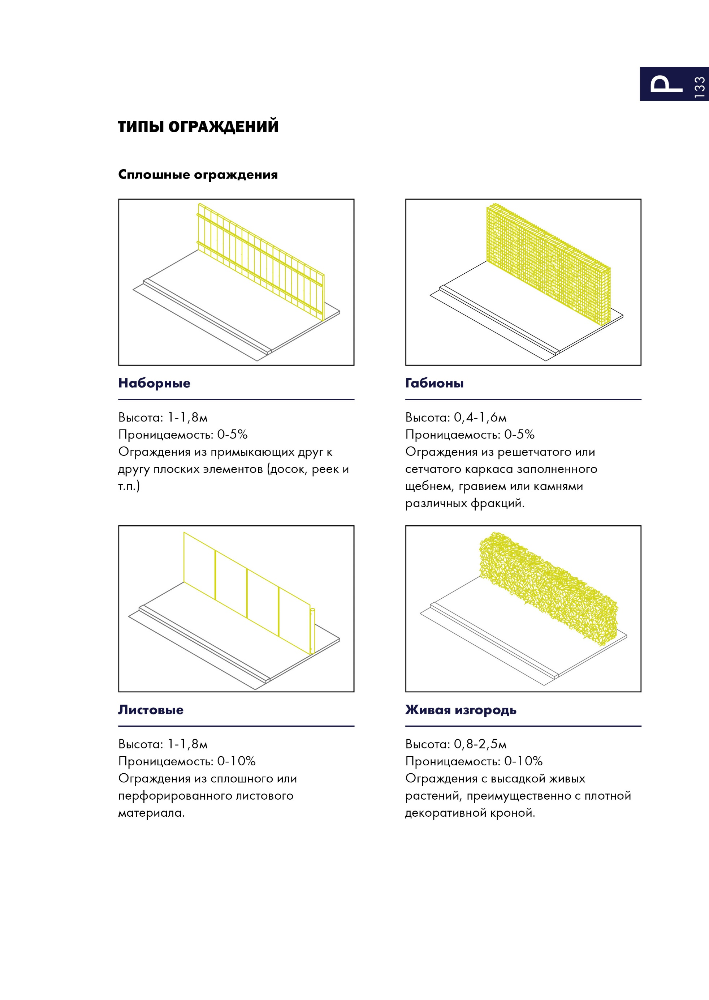 Р
133
ТИПЫ ОГРАЖДЕНИЙ
Сплошные ограждения
Наборные
Высота: 1-1,8м
Проницаемость: 0-5%
Ограждения из примыкающих друг к
другу плоских элементов (досок, реек и
т.п.)
Габионы
Высота: 0,4-1,6м
Проницаемость: 0-5%
Ограждения из решетчатого или
сетчатого каркаса заполненного
щебнем, гравием или камнями
различных фракций.
Листовые
Высота: 1-1,8м
Проницаемость: 0-10%
Ограждения из сплошного или
перфорированного листового
материала.
Живая изгородь
Высота: 0,8-2,5м
Проницаемость: 0-10%
Ограждения с высадкой живых
растений, преимущественно с плотной
декоративной кроной.